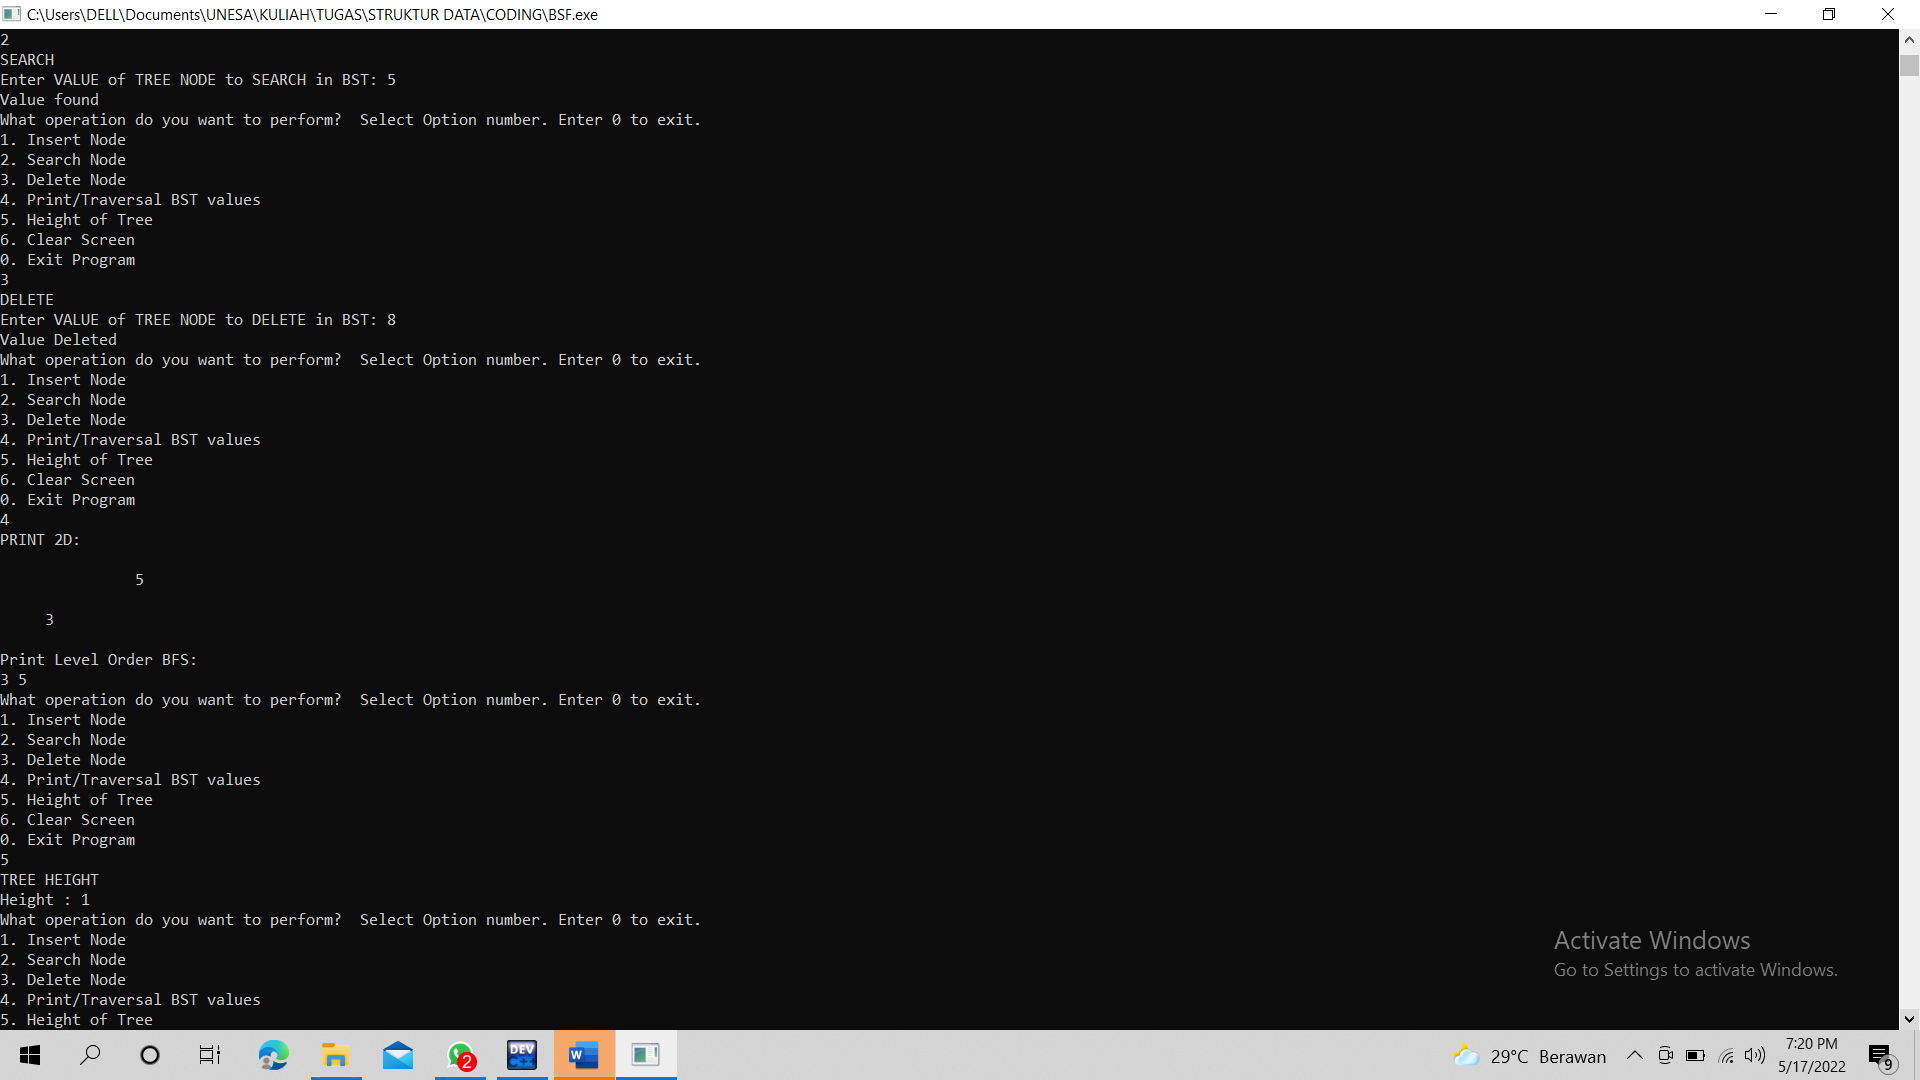 C:\Users\DELL\Documents\UNESA\KULIAH\TUGAS\STRUKTUR DATA\CODING\BSF.exe
2
SEARCH
Enter VALUE of TREE NODE to SEARCH in BST: 5
Value found
What operation do you want to perform?  Select Option number. Enter 0 to exit.
1. Insert Node
2. Search Node
3. Delete Node
4. Print/Traversal BST values
5. Height of Tree
6. Clear Screen
0. Exit Program
3
DELETE
Enter VALUE of TREE NODE to DELETE in BST: 8
Value Deleted
What operation do you want to perform?  Select Option number. Enter 0 to exit.
1. Insert Node
2. Search Node
3. Delete Node
4. Print/Traversal BST values
5. Height of Tree
6. Clear Screen
0. Exit Program
4
PRINT 2D:
5
3
Print Level Order BFS:
3 5
What operation do you want to perform?  Select Option number. Enter 0 to exit.
1. Insert Node
2. Search Node
3. Delete Node
4. Print/Traversal BST values
5. Height of Tree
6. Clear Screen
0. Exit Program
5
TREE HEIGHT
Height : 1
What operation do you want to perform?  Select Option number. Enter 0 to exit.
1. Insert Node
2. Search Node
3. Delete Node
4. Print/Traversal BST values
5. Height of Tree
Activate Windows
Go to Settings to activate Windows.
2
DEV
C++
W
29°C Berawan
7:20 PM
5/17/2022
9